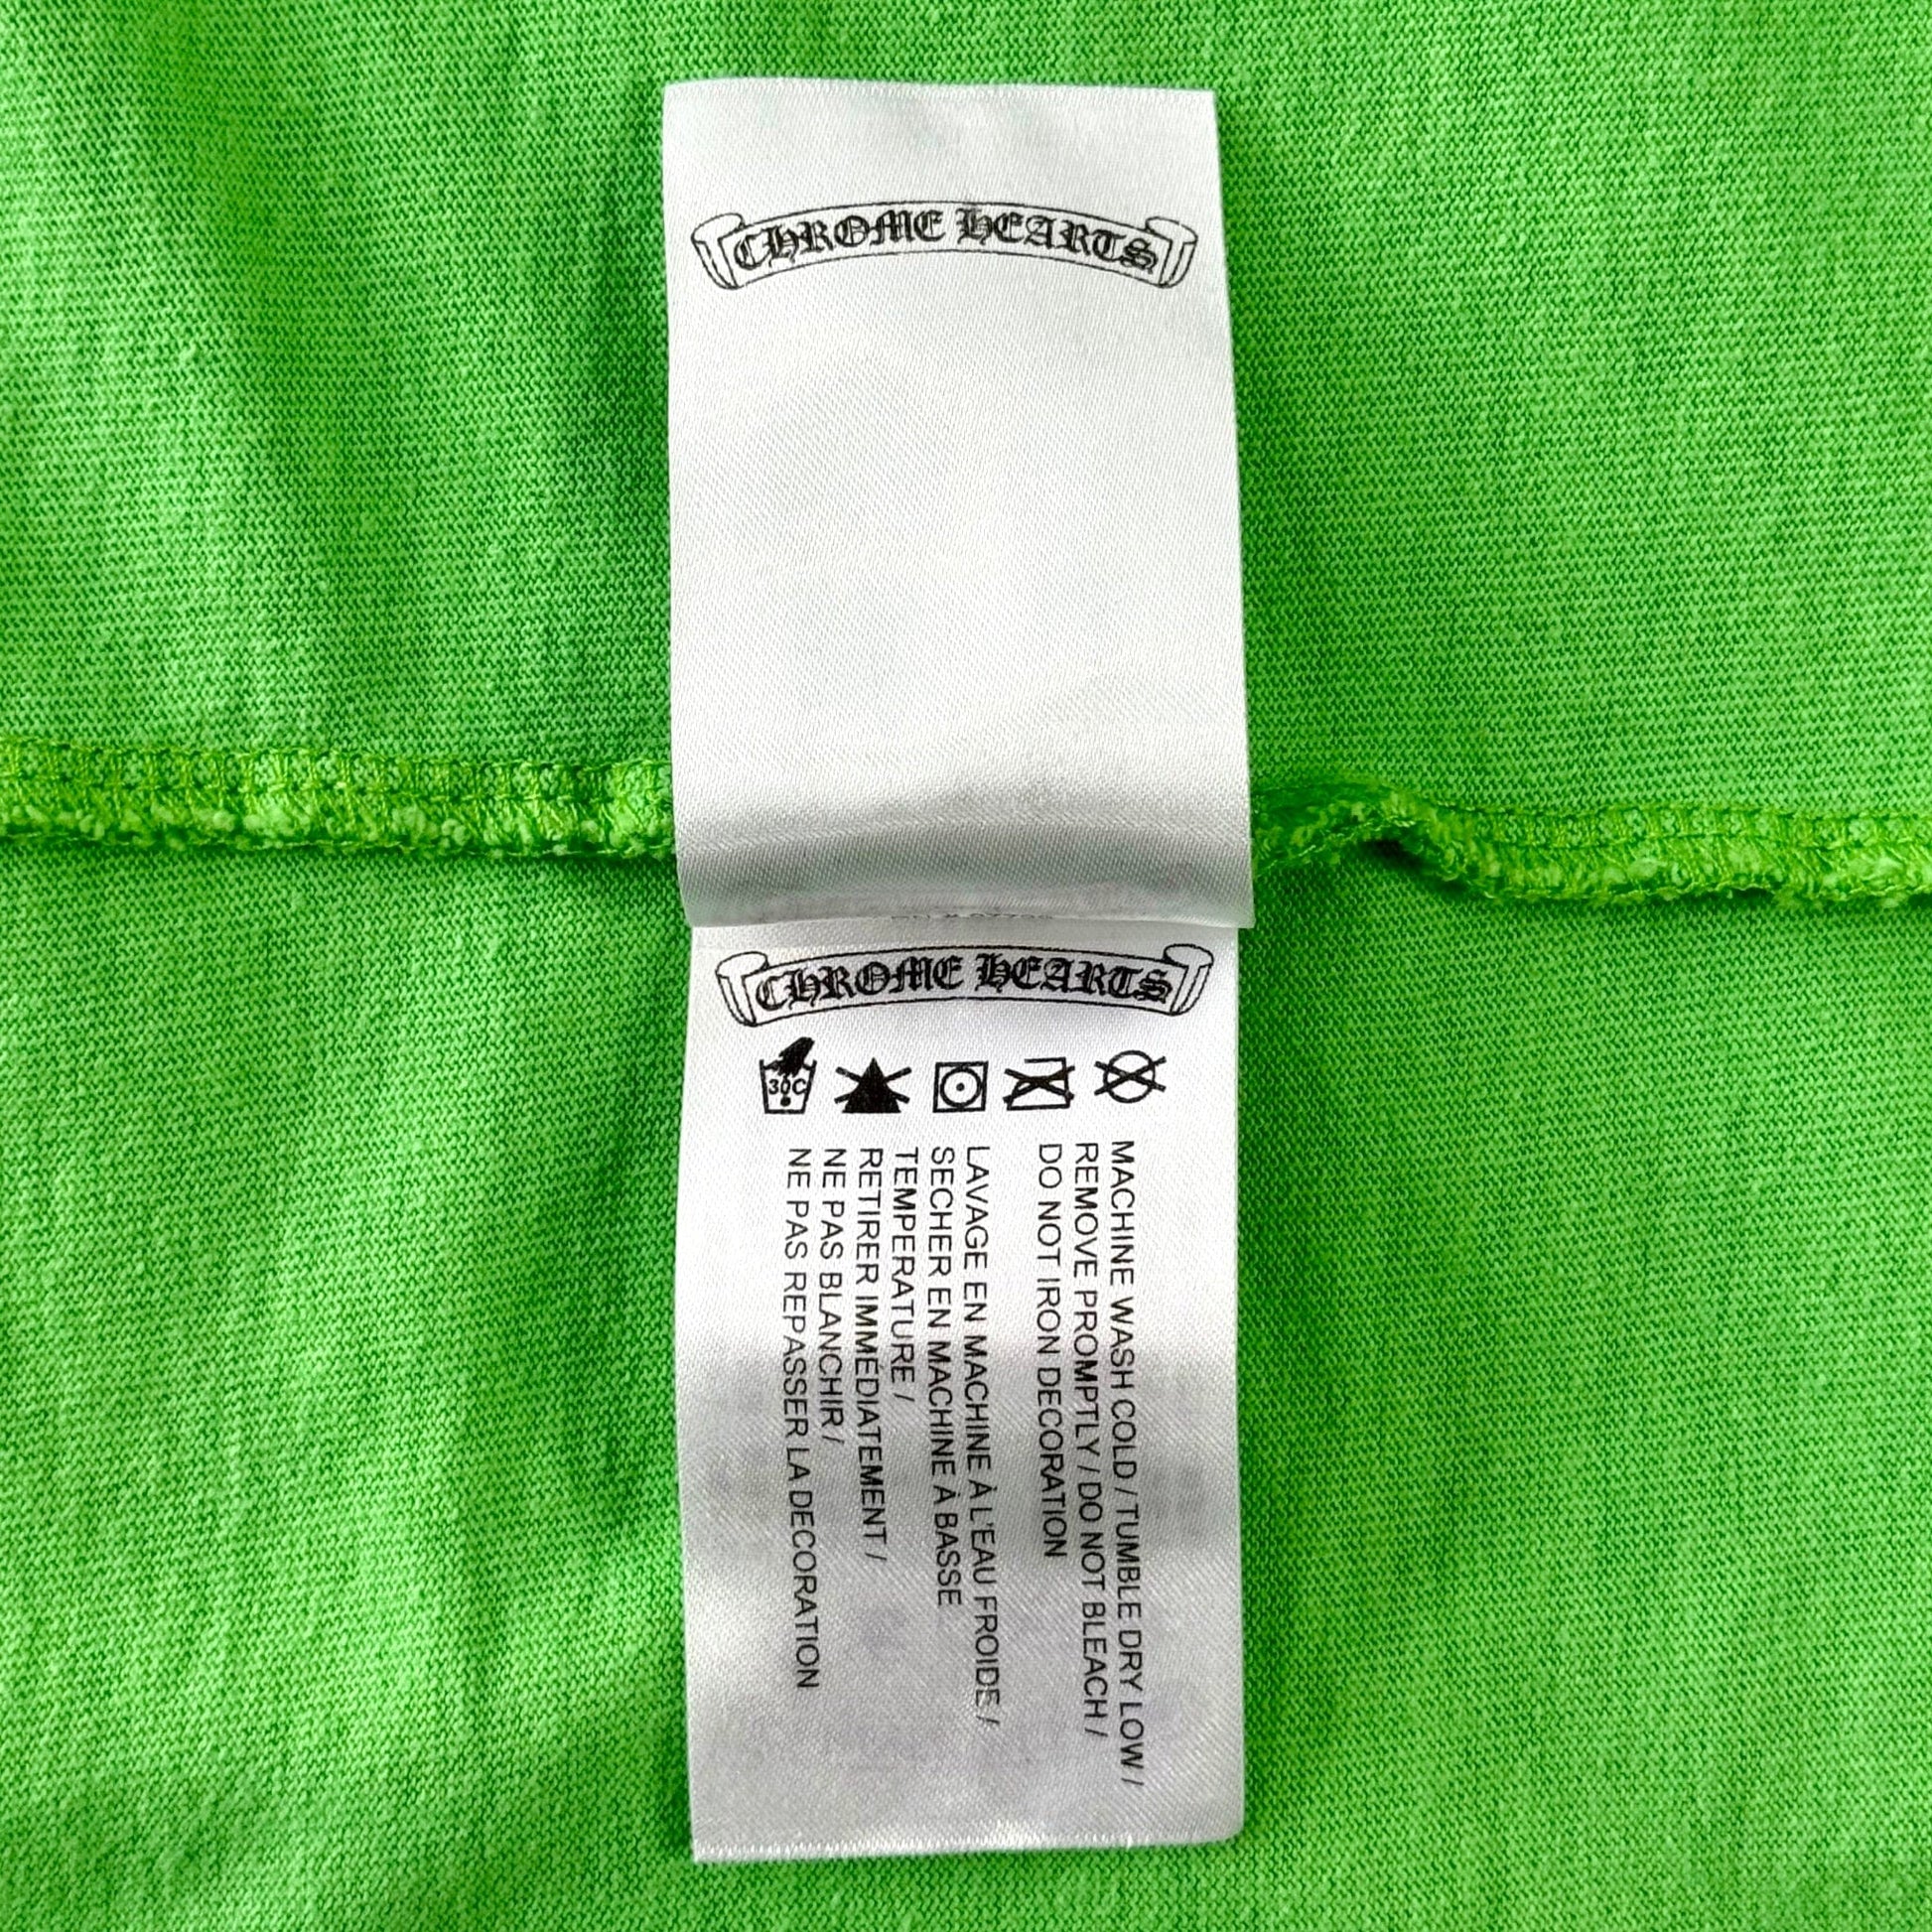 CHROME HEARTS
CHROME HEARTS
30C
MACHINE WASH COLD / TUMBLE DRY LOW /
REMOVE PROMPTLY / DO NOT BLEACH /
DO NOT IRON DECORATION
LAVAGE EN MACHINE À L'EAU FROIDE /
SECHER EN MACHINE À BASSE
TEMPERATURE /
RETIRER IMMÉDIATEMENT /
NE PAS BLANCHIR /
NE PAS REPASSER LA DECORATION